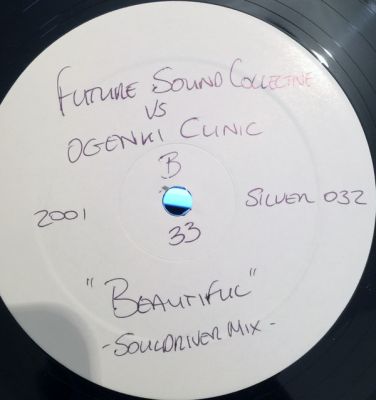 FUTURE SOUND COLLECTIVE
VS
OGENKI CLINIC
B
2001
SILVER 032
33
"BEAUTIFUL"
- SOULDRIVER MIX -